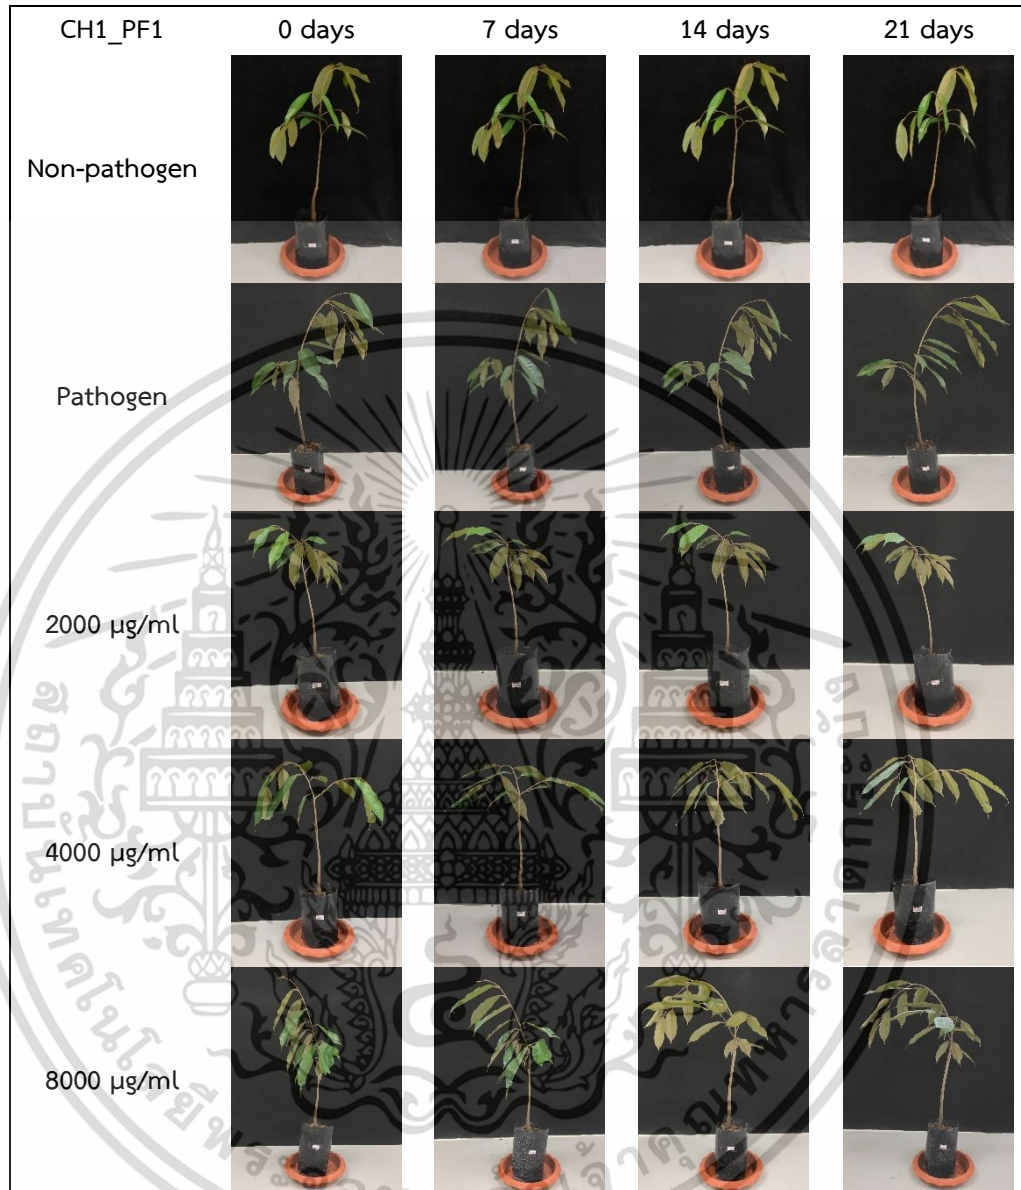 CH1_PF1 0 days 7 days 14 days 21 days
Non-pathogen
Pathogen
2000 µg/ml
4000 µg/ml
8000 µg/ml